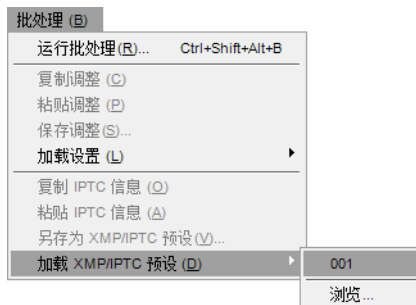 批处理 (B)
运行批处理(R)... Ctrl+Shift+Alt+B
复制调整 (C)
粘贴调整 (P)
保存调整(S)...
加载设置 (L)
复制 IPTC 信息 (O)
粘贴 IPTC 信息 (A)
另存为 XMP/IPTC 预设(V)...
加载 XMP/IPTC 预设 (D)
001
浏览...